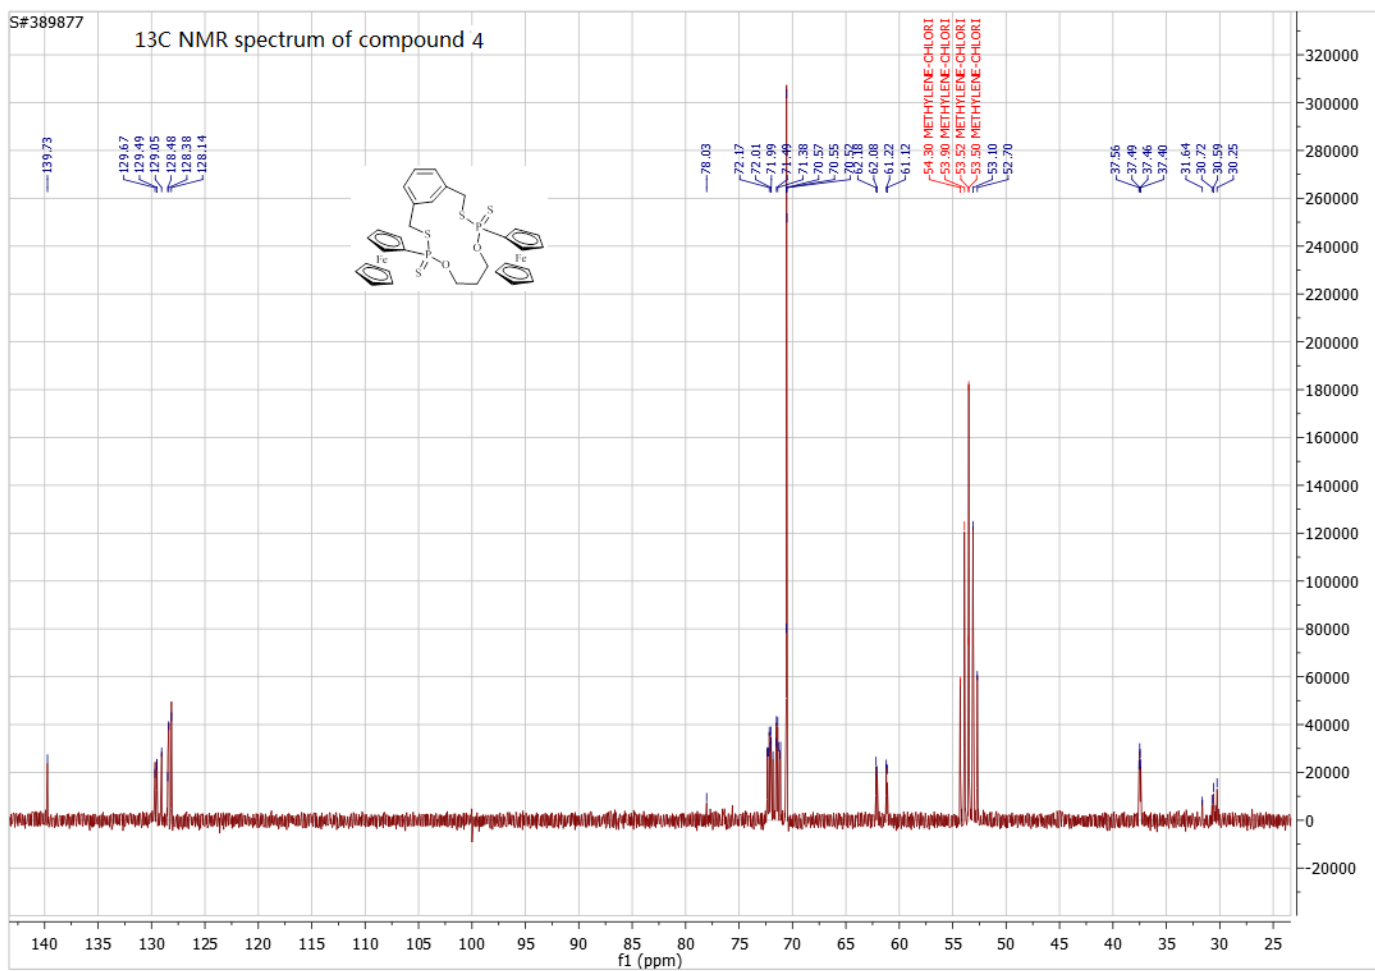 S#389877
13C NMR spectrum of compound 4
139.73
129.67
129.49
129.05
128.48
128.38
128.14
78.03
72.17
72.01
71.99
71.49
71.38
70.57
70.55
70.52
62.18
62.08
61.22
61.12
54.30 METHYLENE-CHLORI
53.90 METHYLENE-CHLORI
53.52 METHYLENE-CHLORI
53.50 METHYLENE-CHLORI
53.10
52.70
37.56
37.49
37.46
37.40
31.64
30.72
30.59
30.25
S
S
S
P
P
O
Fe
Fe
S
O
320000
300000
280000
260000
240000
220000
200000
180000
160000
140000
120000
100000
80000
60000
40000
20000
0
-20000
140 135 130 125 120 115 110 105 100 95 90 85 80 75 70 65 60 55 50 45 40 35 30 25
f1 (ppm)